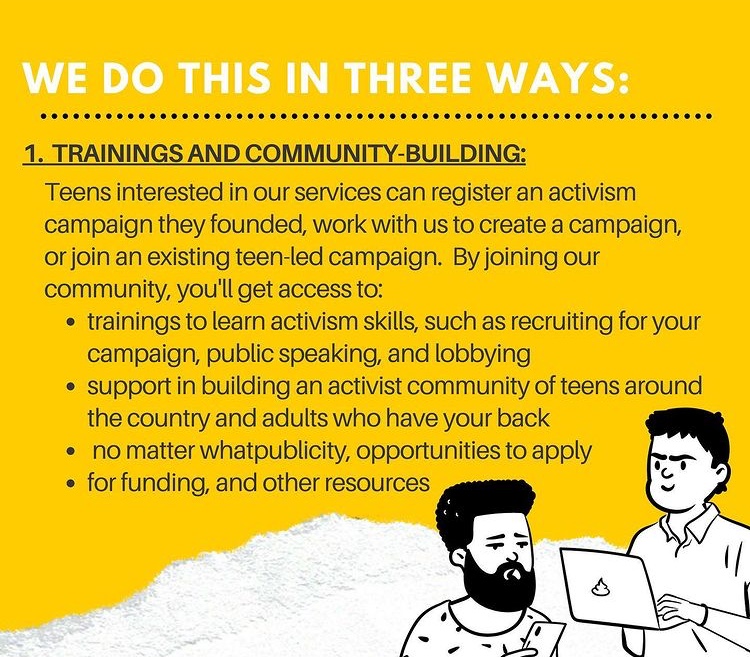 WE DO THIS IN THREE WAYS:
1. TRAININGS AND COMMUNITY-BUILDING:
Teens interested in our services can register an activism
campaign they founded, work with us to create a campaign,
or join an existing teen-led campaign. By joining our
community, you'll get access to:
• trainings to learn activism skills, such as recruiting for your
campaign, public speaking, and lobbying
• support in building an activist community of teens around
the country and adults who have your back
• no matter whatpublicity, opportunities to apply
• for funding, and other resources